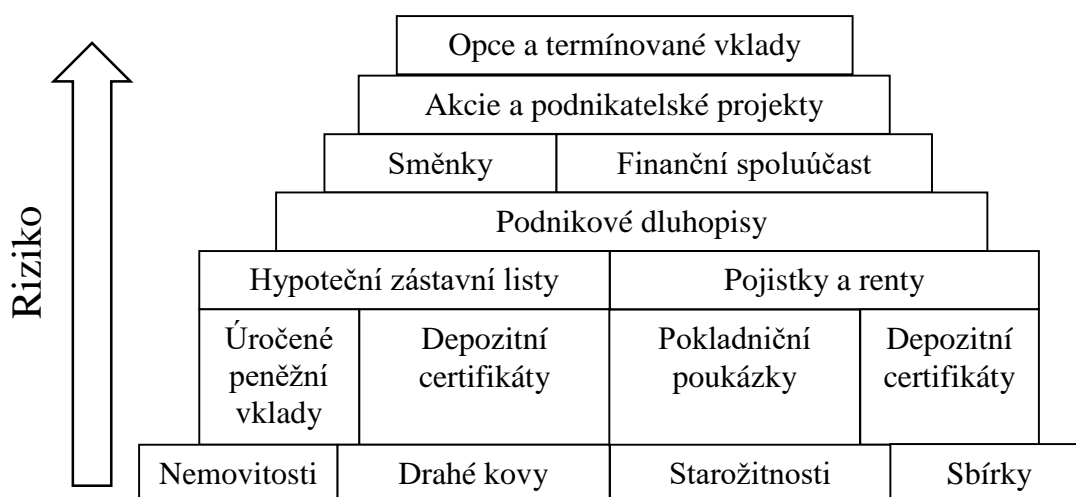 Riziko
Opce a termínované vklady
Akcie a podnikatelské projekty
Směnky
Finanční spoluúčast
Podnikové dluhopisy
Hypoteční zástavní listy
Pojistky a renty
Úročené
peněžní
vklady
Depozitní
certifikáty
Pokladniční
poukázky
Depozitní
certifikáty
Nemovitosti
Drahé kovy
Starožitnosti
Sbírky